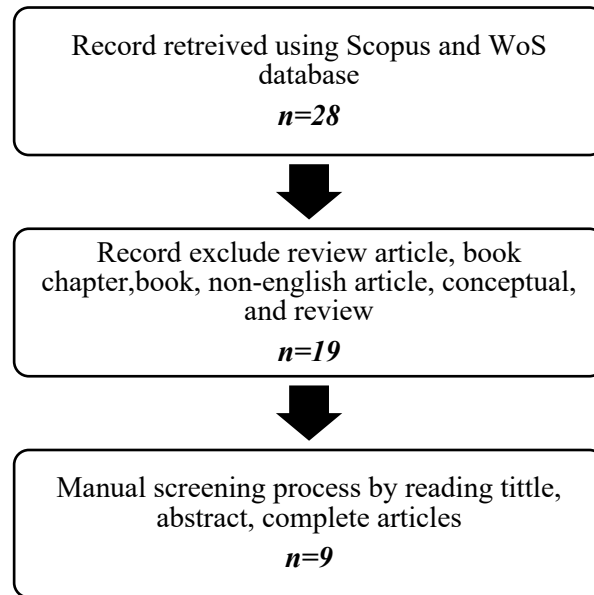 Record retreived using Scopus and WoS
database
n=28
Record exclude review article, book
chapter,book, non-english article, conceptual,
and review
n=19
Manual screening process by reading tittle,
abstract, complete articles
n=9